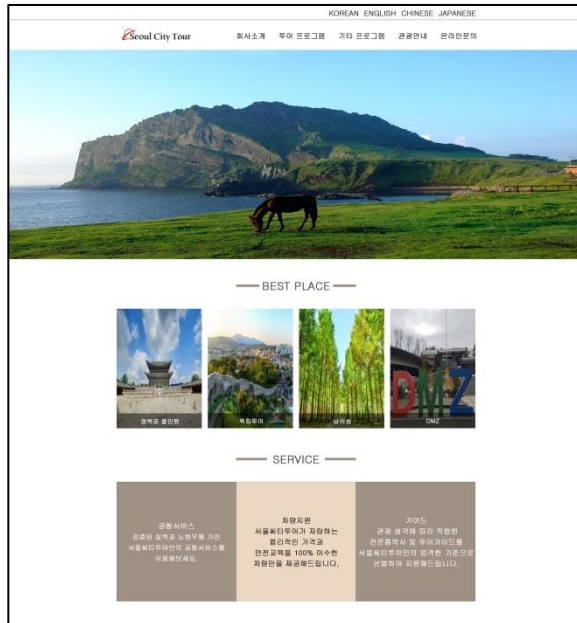 KOREAN ENGLISH CHINESE JAPANESE
Seoul City Tour
회사소개 투어 프로그램 기타 프로그램 관광안내 온라인문의
BEST PLACE
워킹투어
남이섬
DMZ
DMZ
SERVICE
공항서비스
검증된 실력과 노하우를 가진
서울씨티투어만의 공항서비스를
이용해보세요.
차량지원
서울씨티투어가 자랑하는
합리적인 가격과
안전교육을 100% 이수한
차량만을 제공해드립니다.
가이드
관광 성격에 따라 적합한
전문통역사 및 투어가이드를
서울씨티투어만의 엄격한 기준으로
선별하여 지원해드립니다.